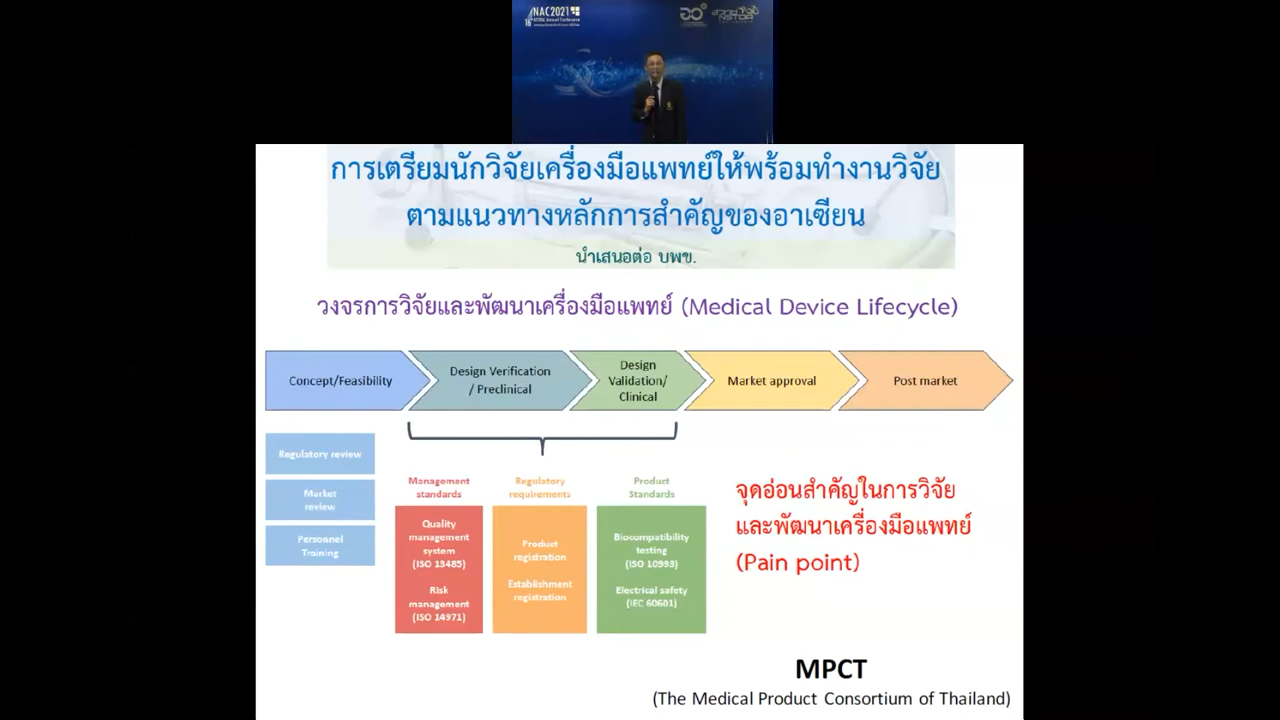 16th NAC2021
NSTDA Annual Conference
สวทช
NSTDA
การเตรียมนักวิจัยเครื่องมือแพทย์ให้พร้อมทำงานวิจัย
ตามแนวทางหลักการสำคัญของอาเซียน
นำเสนอต่อ บพข.
วงจรการวิจัยและพัฒนาเครื่องมือแพทย์ (Medical Device Lifecycle)
Concept/Feasibility
Design Verification
/ Preclinical
Design
Validation/
Clinical
Market approval
Post market
Regulatory review
Market
review
Personnel
Training
Management
standards
Quality
management
system
(ISO 13485)
Risk
management
(ISO 14971)
Regulatory
requirements
Product
registration
Establishment
registration
Product
Standards
Biocompatibility
testing
(ISO 10993)
Electrical safety
(IEC 60601)
จุดอ่อนสำคัญในการวิจัย
และพัฒนาเครื่องมือแพทย์
(Pain point)
MPCT
(The Medical Product Consortium of Thailand)